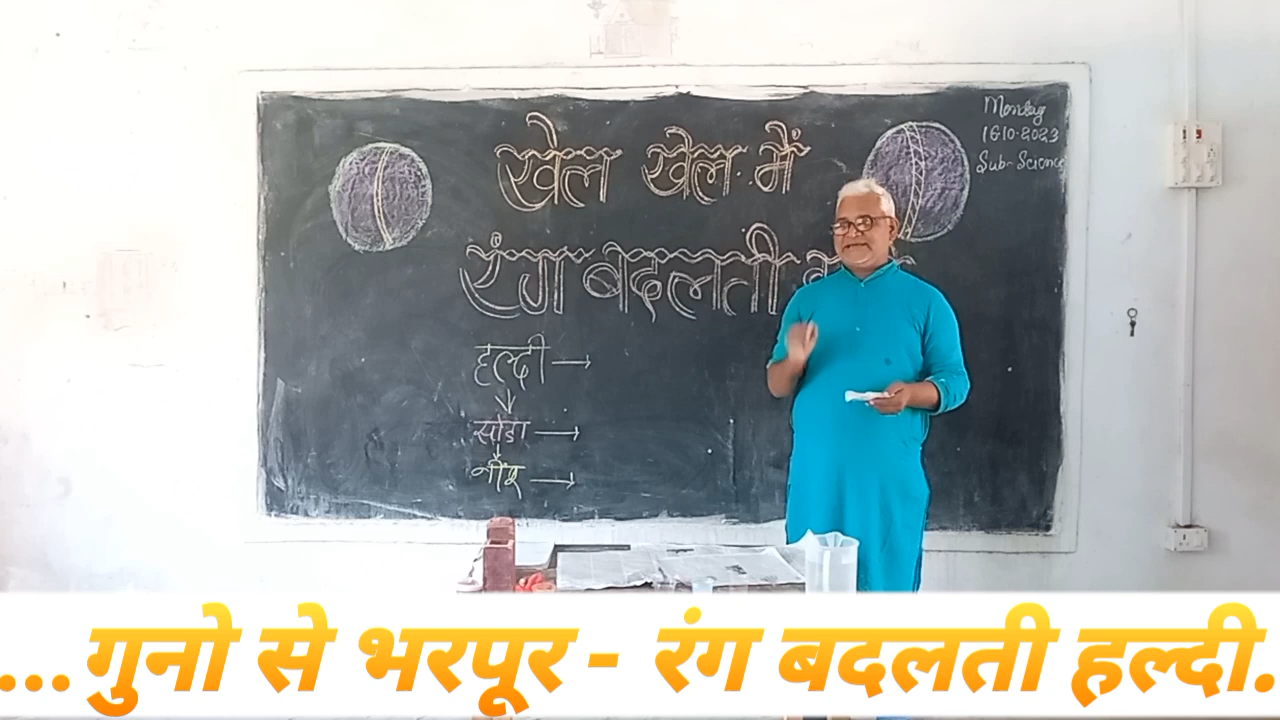 खेल खेल में
Monday
16.10.2023
Sub- Science
रंग बदलती
हल्दी →
सोडा →
नींबू →
...गुनो से भरपूर - रंग बदलती हल्दी.